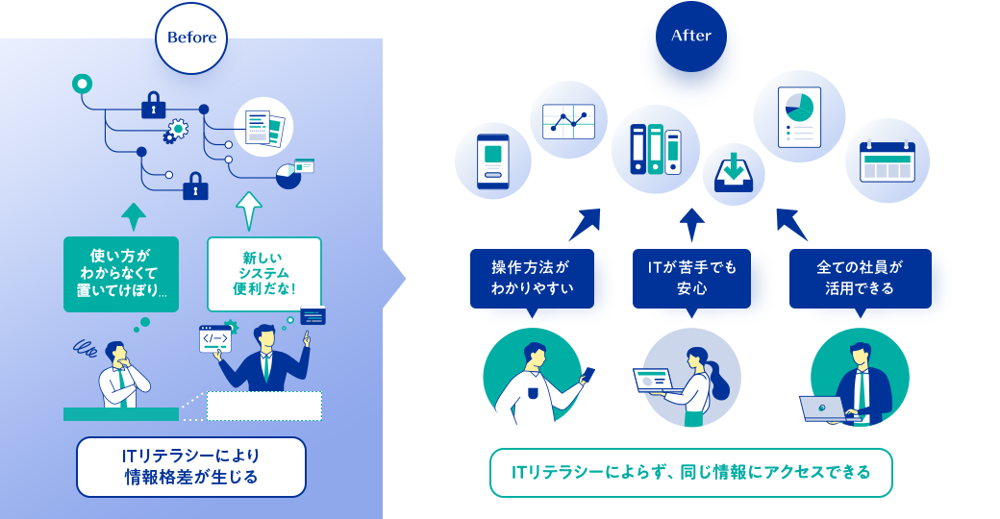 Before
使い方が
わからなくて
置いてけぼり...
新しい
システム
便利だな!
</->
ITリテラシーにより
情報格差が生じる
After
操作方法が
わかりやすい
ITが苦手でも
安心
全ての社員が
活用できる
ITリテラシーによらず、同じ情報にアクセスできる